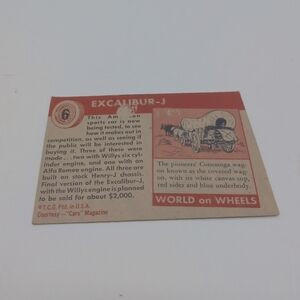 6
EXCALIBUR-J
This
sports car is now
being tested, to see
how it behaves in
competition, as well as seeing if
the public will be interested in
buying it. Three of these were
made... two with Willys six cylinder
engine, and one with an
Alfa Romeo engine. All three are
built on stock Henry-J chassis.
Final version of the Excalibur-J,
with the Willys engine is planned
to be sold for about $2,000.
© T.C.G. Ptd. in U.S.A.
Courtesy — "Cars" Magazine
The pioneers' Conestoga wag-
on known as the covered wag-
on, with its white canvas top,
red sides and blue underbody.
WORLD on WHEELS